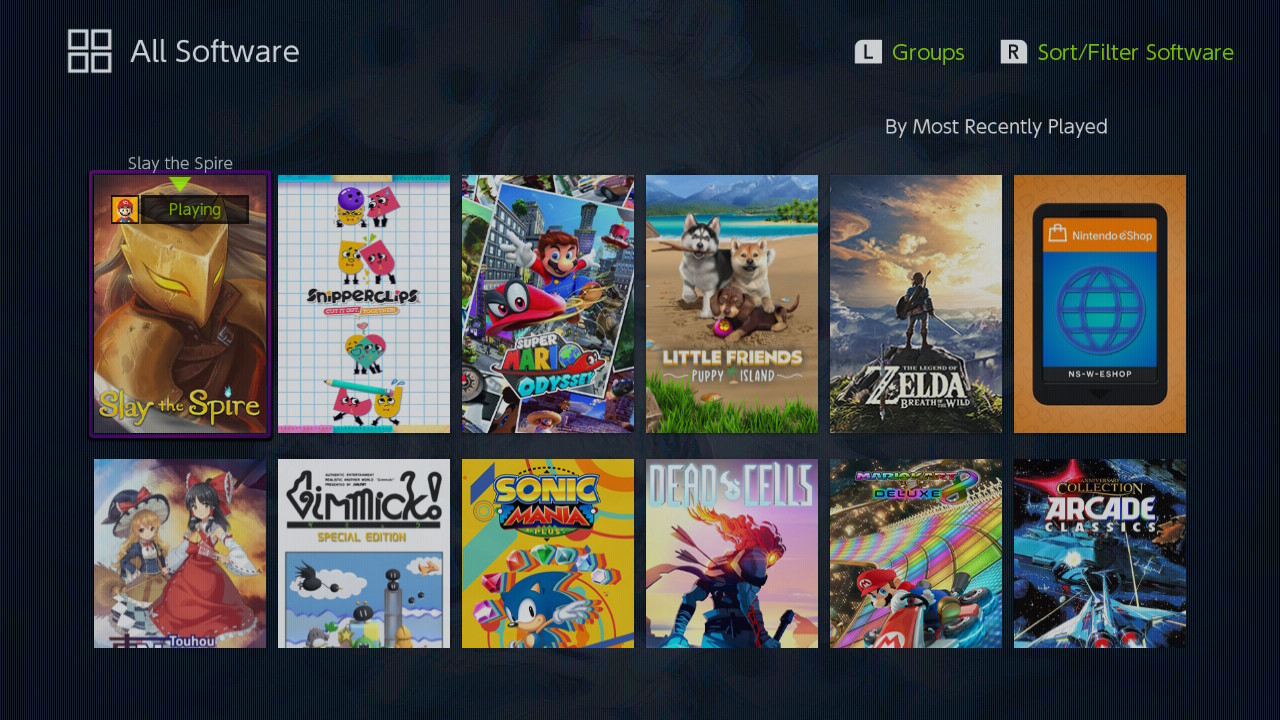 All Software
L Groups
R Sort/Filter Software
By Most Recently Played
Slay the Spire
Playing
Slay the Spire
SNIPPERCLIPS
CUT IT OUT, TOGETHER!
SUPER
MARIO
ODYSSEY
LITTLE FRIENDS
PUPPY ISLAND
THE LEGEND OF
ZELDA
BREATH OF THE WILD
Nintendo eShop
NS-W-ESHOP
Touhou
AUTHENTIC ENTERTAINMENT
REALISTIC ANOTHER WORLD "Gimmick!"
PRESENTED BY SUNSOFT
Gimmick!
SPECIAL EDITION
SONIC
MANIA
PLUS
DEAD CELLS
MARIO KART 8
DELUXE
M
ANNIVERSARY
COLLECTION
ARCADE
CLASSICS